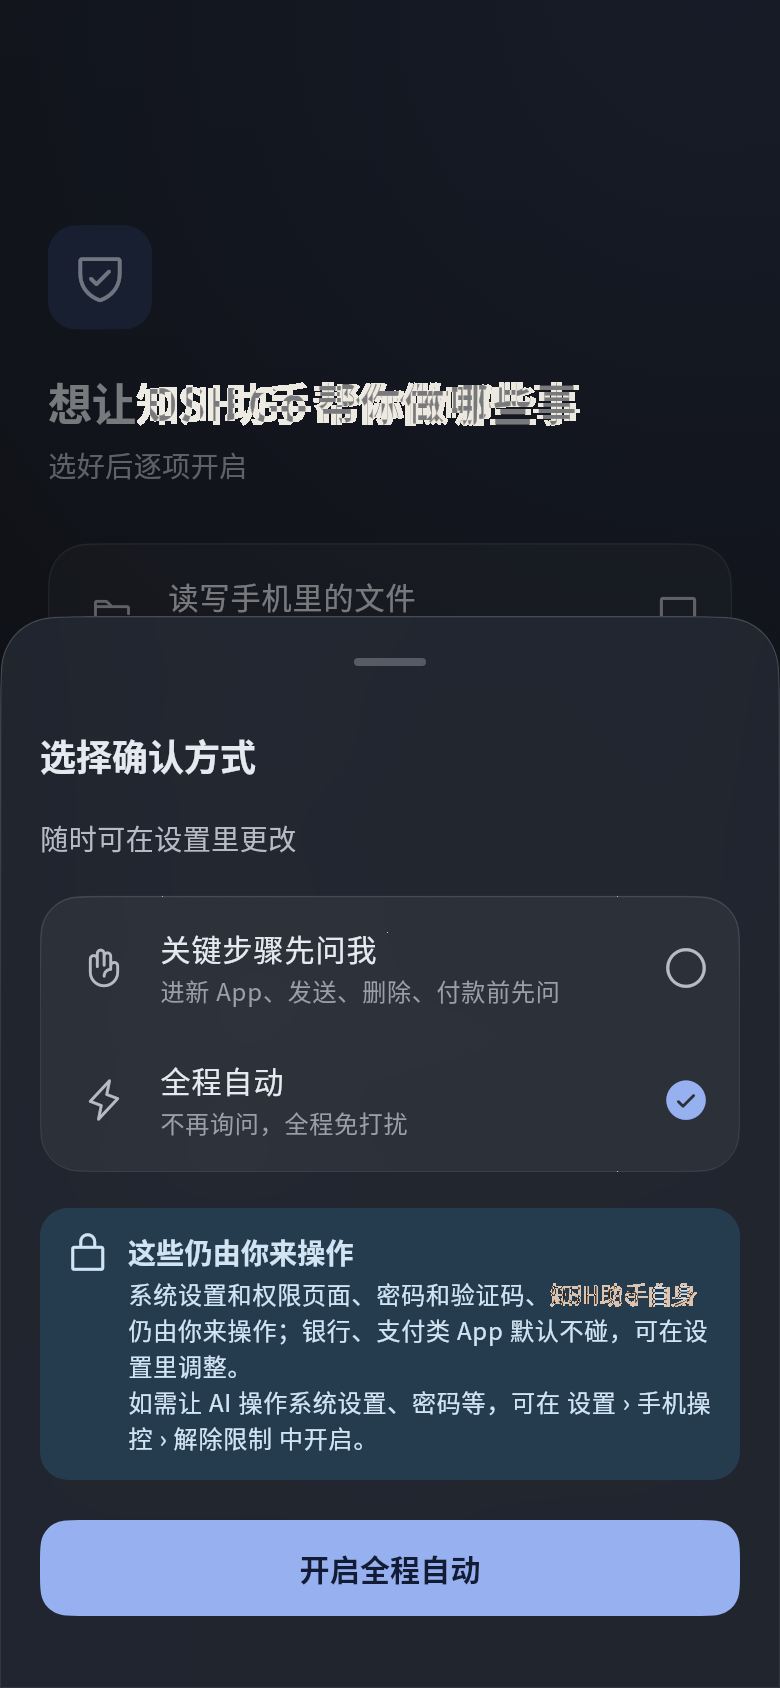 想让
选好后逐项开启
读写手机里的文件
选择确认方式
随时可在设置里更改
关键步骤先问我
进新 App、发送、删除、付款前先问
全程自动
不再询问，全程免打扰
这些仍由你来操作
系统设置和权限页面、密码和验证码、
仍由你来操作；银行、支付类 App 默认不碰，可在设
置里调整。
如需让 AI 操作系统设置、密码等，可在 设置 › 手机操
控 › 解除限制 中开启。
开启全程自动